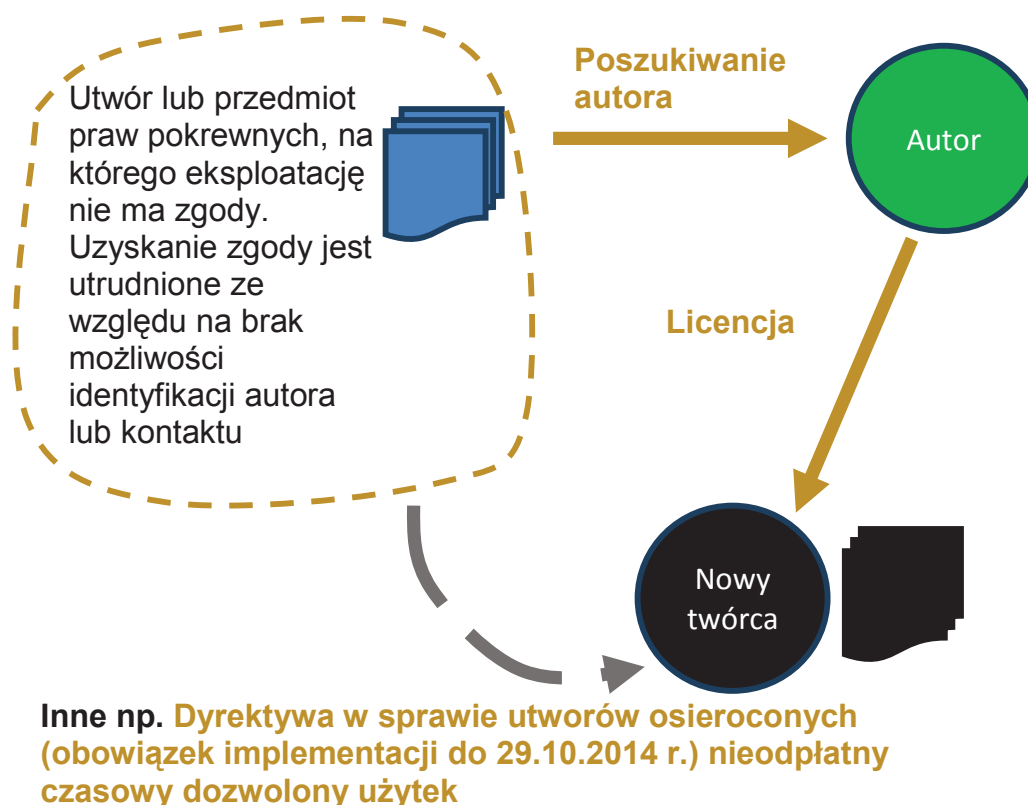 Utwór lub przedmiot
praw pokrewnych, na
którego eksploatację
nie ma zgody.
Uzyskanie zgody jest
utrudnione ze
względu na brak
możliwości
identyfikacji autora
lub kontaktu
Poszukiwanie
autora
Autor
Licencja
Nowy
twórca
Inne np. Dyrektywa w sprawie utworów osieroconych
(obowiązek implementacji do 29.10.2014 r.) nieodpłatny
czasowy dozwolony użytek